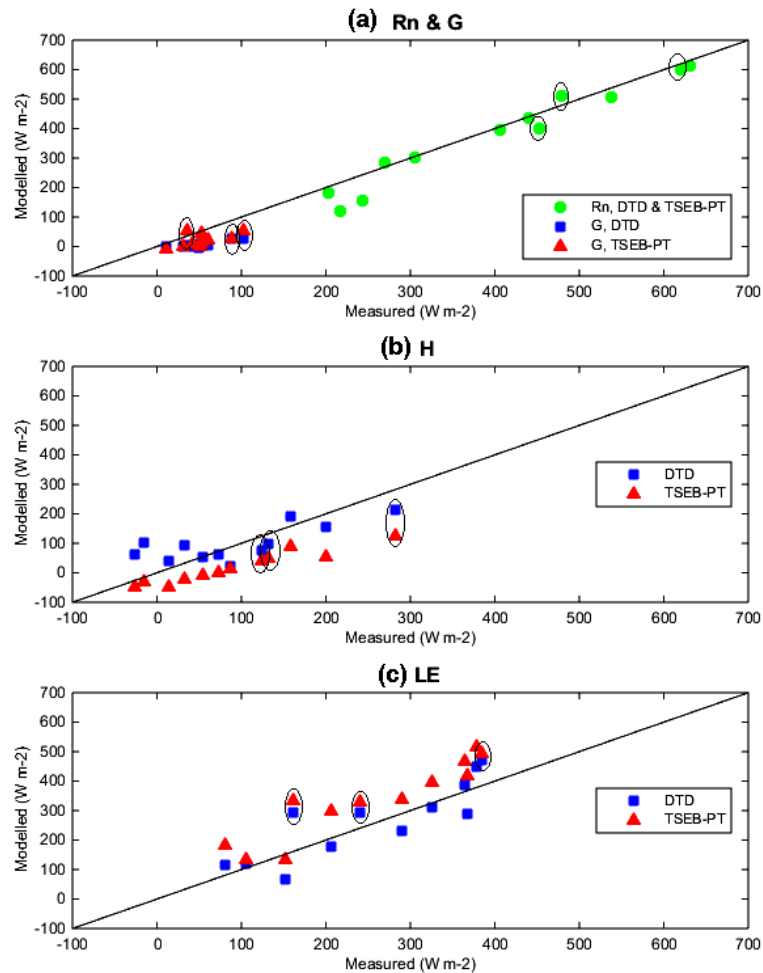 (a) Rn & G
700
600
500
400
300
200
100
0
-100
Modelled (W m-2)
Rn, DTD & TSEB-PT
G, DTD
G, TSEB-PT
-100 0 100 200 300 400 500 600 700
Measured (W m-2)
(b) H
700
600
500
400
300
200
100
0
-100
Modelled (W m-2)
DTD
TSEB-PT
-100 0 100 200 300 400 500 600 700
Measured (W m-2)
(c) LE
700
600
500
400
300
200
100
0
-100
Modelled (W m-2)
DTD
TSEB-PT
-100 0 100 200 300 400 500 600 700
Measured (W m-2)